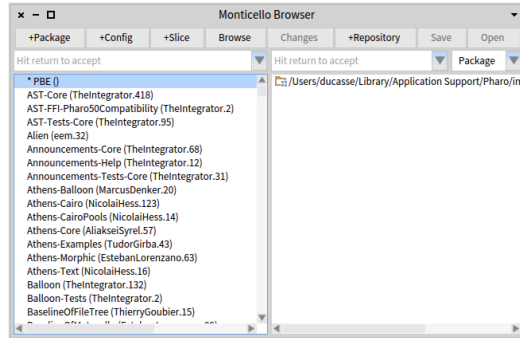 Monticello Browser
+Package +Config +Slice Browse Changes +Repository Save Open
Hit return to accept Hit return to accept Package
* PBE () /Users/ducasse/Library/Application Support/Pharo/im
AST-Core (TheIntegrator.418)
AST-FFI-Pharo50Compatibility (TheIntegrator.2)
AST-Tests-Core (TheIntegrator.95)
Alien (eem.32)
Announcements-Core (TheIntegrator.68)
Announcements-Help (TheIntegrator.12)
Announcements-Tests-Core (TheIntegrator.31)
Athens-Balloon (MarcusDenker.20)
Athens-Cairo (NicolaiHess.123)
Athens-CairoPools (NicolaiHess.14)
Athens-Core (AliakseiSyrel.57)
Athens-Examples (TudorGirba.43)
Athens-Morphic (EstebanLorenzano.63)
Athens-Text (NicolaiHess.16)
Balloon (TheIntegrator.132)
Balloon-Tests (TheIntegrator.2)
BaselineOfFileTree (ThierryGoubier.15)